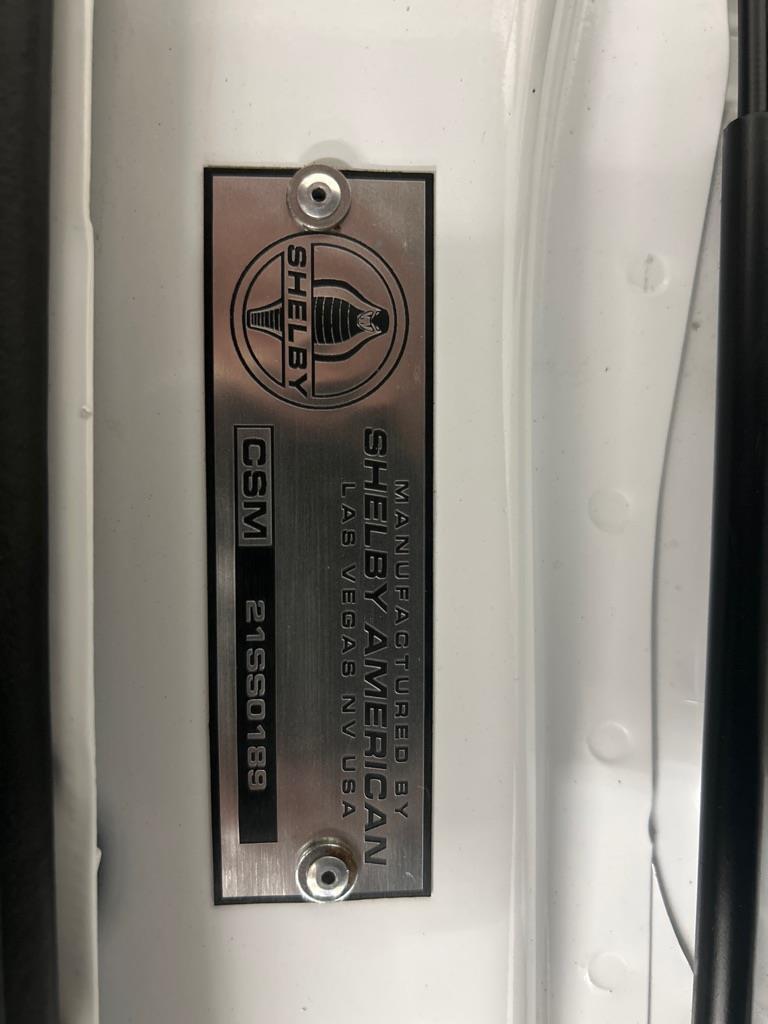 SHELBY
MANUFACTURED BY
SHELBY AMERICAN
LAS VEGAS NV USA
CSM 21SS0189